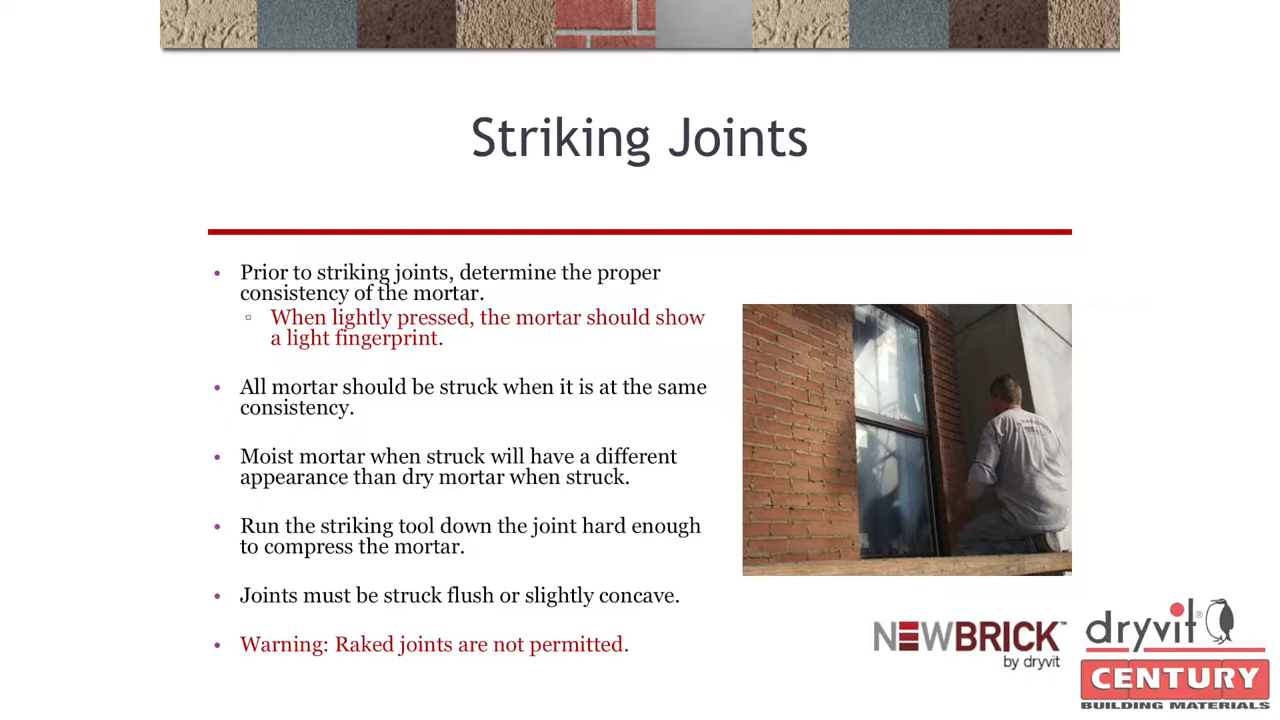 Striking Joints
• Prior to striking joints, determine the proper
consistency of the mortar.
▫ When lightly pressed, the mortar should show
a light fingerprint.
• All mortar should be struck when it is at the same
consistency.
• Moist mortar when struck will have a different
appearance than dry mortar when struck.
• Run the striking tool down the joint hard enough
to compress the mortar.
• Joints must be struck flush or slightly concave.
• Warning: Raked joints are not permitted.
NEWBRICK™
by dryvit
dryvit®
CENTURY
BUILDING MATERIALS